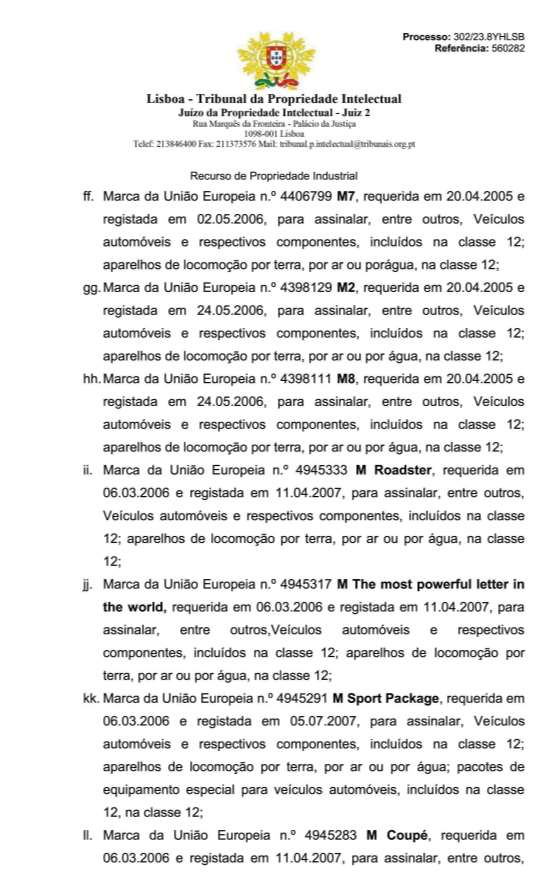 Processo: 302/23.8YHLSB
Referência: 560282
Lisboa - Tribunal da Propriedade Intelectual
Juízo da Propriedade Intelectual - Juiz 2
Rua Marquês da Fronteira - Palácio da Justiça
1098-001 Lisboa
Telef: 213846400 Fax: 211373576 Mail: tribunal.p.intelectual@tribunais.org.pt
Recurso de Propriedade Industrial
ff. Marca da União Europeia n.º 4406799 M7, requerida em 20.04.2005 e
registada em 02.05.2006, para assinalar, entre outros, Veículos
automóveis e respectivos componentes, incluídos na classe 12;
aparelhos de locomoção por terra, por ar ou porágua, na classe 12;
gg. Marca da União Europeia n.º 4398129 M2, requerida em 20.04.2005 e
registada em 24.05.2006, para assinalar, entre outros, Veículos
automóveis e respectivos componentes, incluídos na classe 12;
aparelhos de locomoção por terra, por ar ou por água, na classe 12;
hh. Marca da União Europeia n.º 4398111 M8, requerida em 20.04.2005 e
registada em 24.05.2006, para assinalar, entre outros, Veículos
automóveis e respectivos componentes, incluídos na classe 12;
aparelhos de locomoção por terra, por ar ou por água, na classe 12;
ii. Marca da União Europeia n.º 4945333 M Roadster, requerida em
06.03.2006 e registada em 11.04.2007, para assinalar, entre outros,
Veículos automóveis e respectivos componentes, incluídos na classe
12; aparelhos de locomoção por terra, por ar ou por água, na classe
12;
jj. Marca da União Europeia n.º 4945317 M The most powerful letter in
the world, requerida em 06.03.2006 e registada em 11.04.2007, para
assinalar, entre outros,Veículos automóveis e respectivos
componentes, incluídos na classe 12; aparelhos de locomoção por
terra, por ar ou por água, na classe 12;
kk. Marca da União Europeia n.º 4945291 M Sport Package, requerida em
06.03.2006 e registada em 05.07.2007, para assinalar, Veículos
automóveis e respectivos componentes, incluídos na classe 12;
aparelhos de locomoção por terra, por ar ou por água; pacotes de
equipamento especial para veículos automóveis, incluídos na classe
12, na classe 12;
ll. Marca da União Europeia n.º 4945283 M Coupé, requerida em
06.03.2006 e registada em 11.04.2007, para assinalar, entre outros,